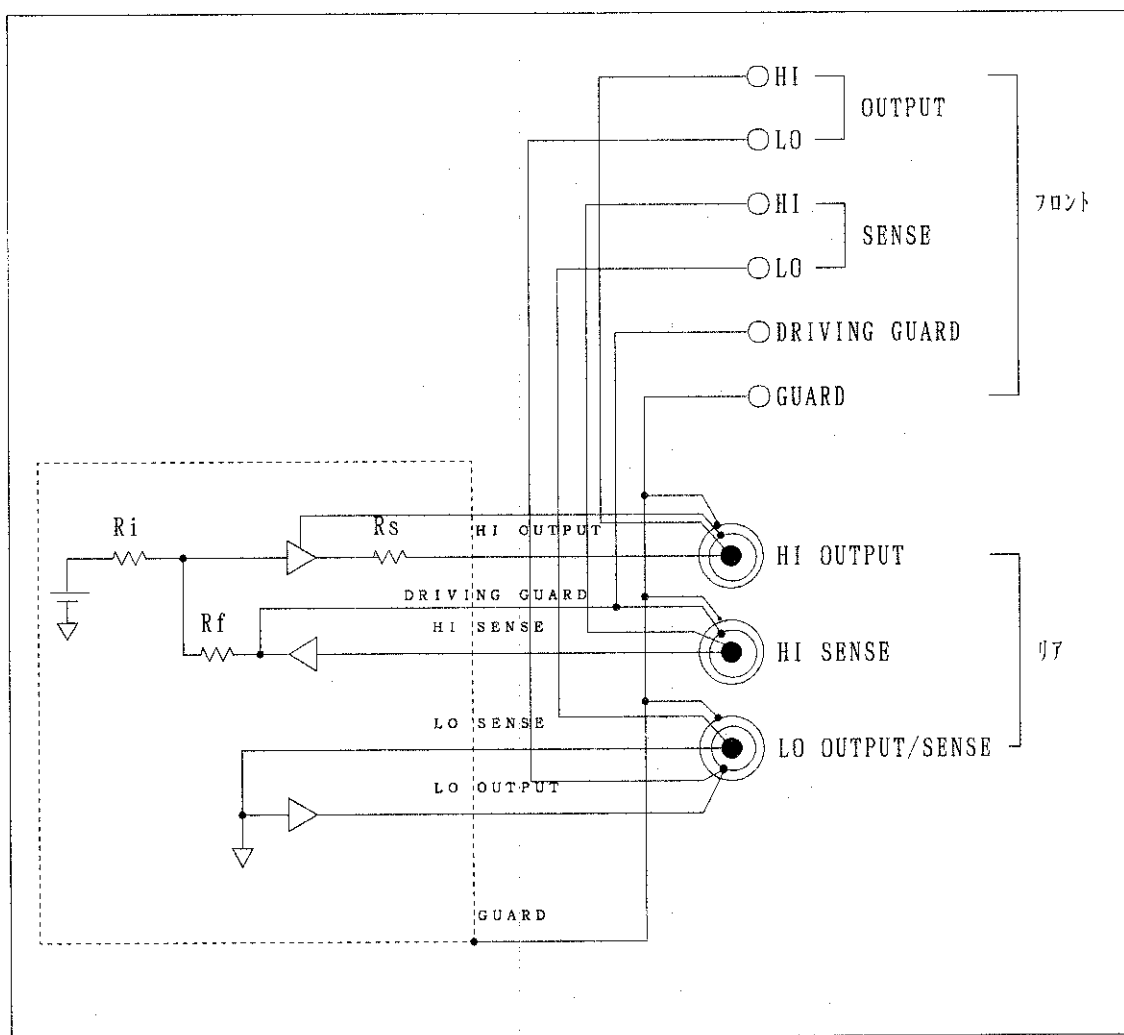 HI
OUTPUT
LO
HI
SENSE
LO
DRIVING GUARD
GUARD
フロント
Ri
Rs
HI OUTPUT
HI OUTPUT
DRIVING GUARD
Rf
HI SENSE
HI SENSE
リア
LO SENSE
LO OUTPUT/SENSE
LO OUTPUT
GUARD